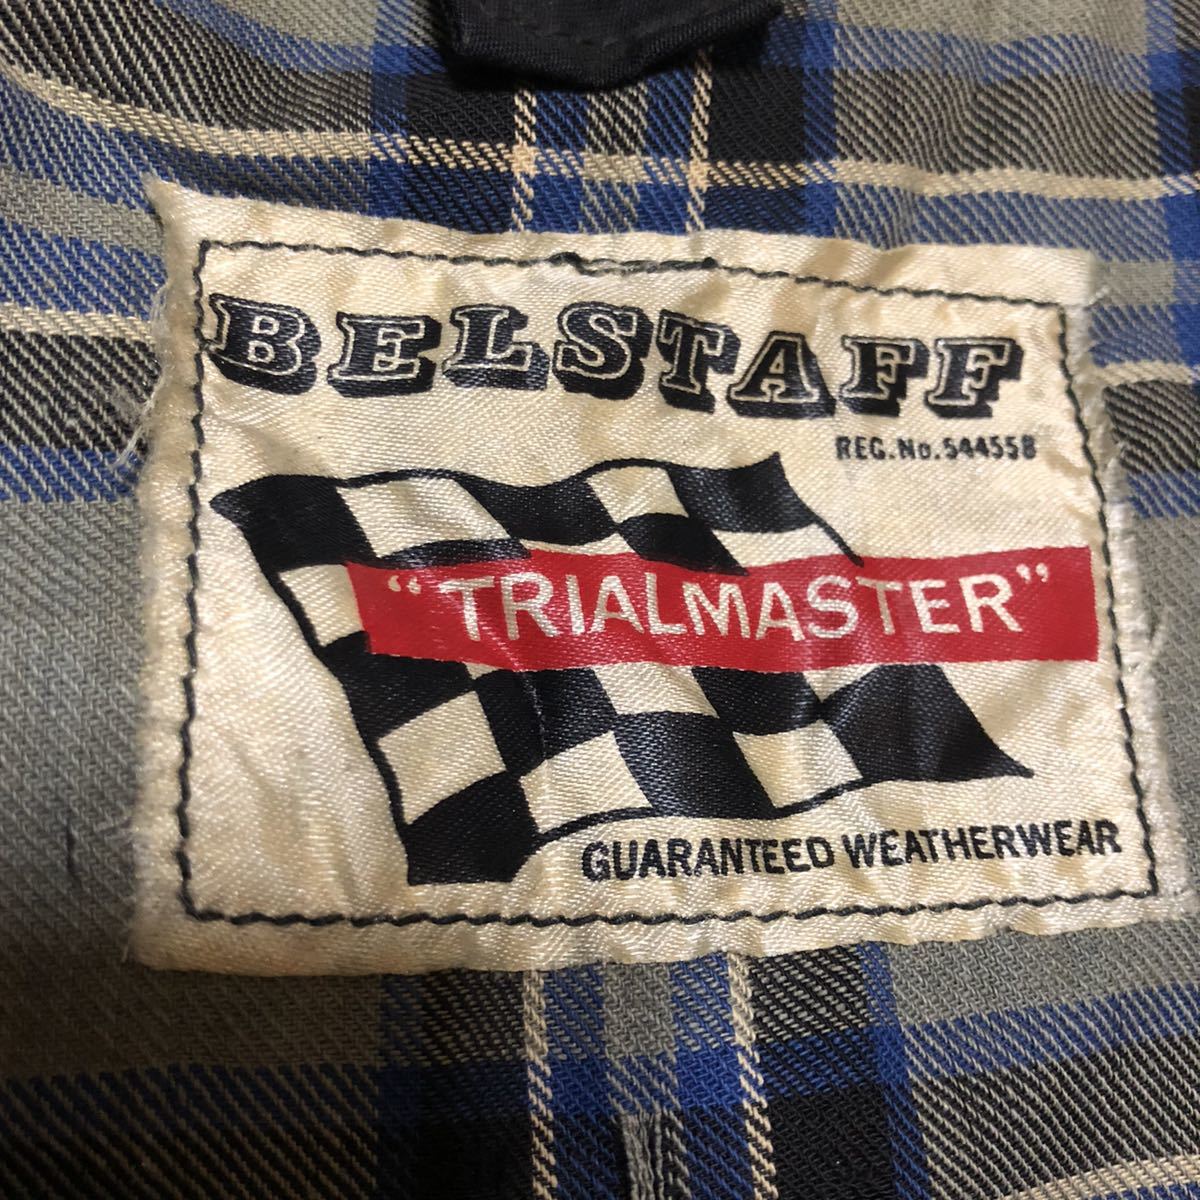 BELSTAFF
REG.No.544558
"TRIALMASTER"
GUARANTEED WEATHERWEAR